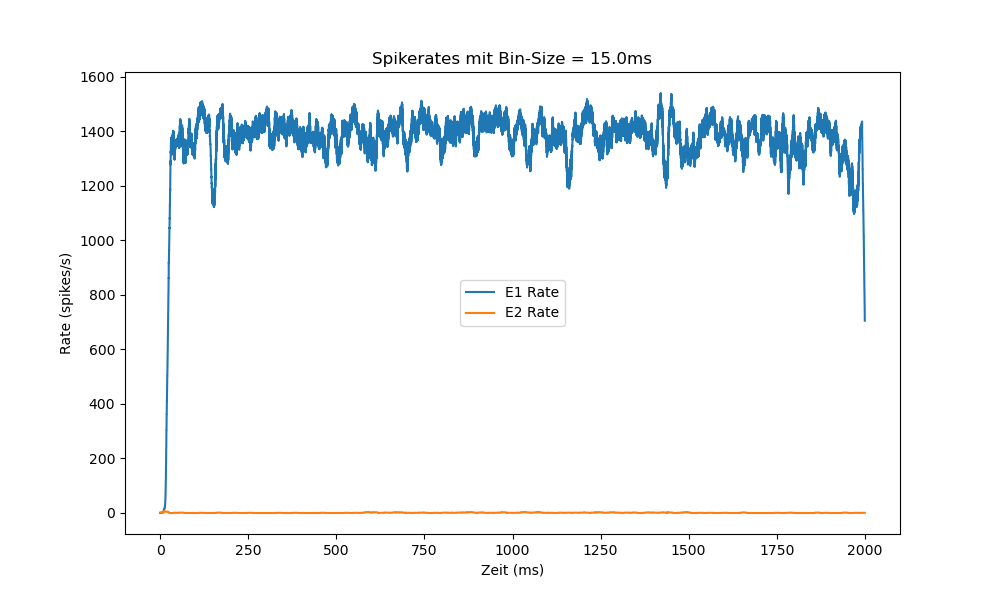 Spikerates mit Bin-Size = 15.0ms
1600
1400
1200
1000
800
600
400
200
0
Rate (spikes/s)
E1 Rate
E2 Rate
0 250 500 750 1000 1250 1500 1750 2000
Zeit (ms)